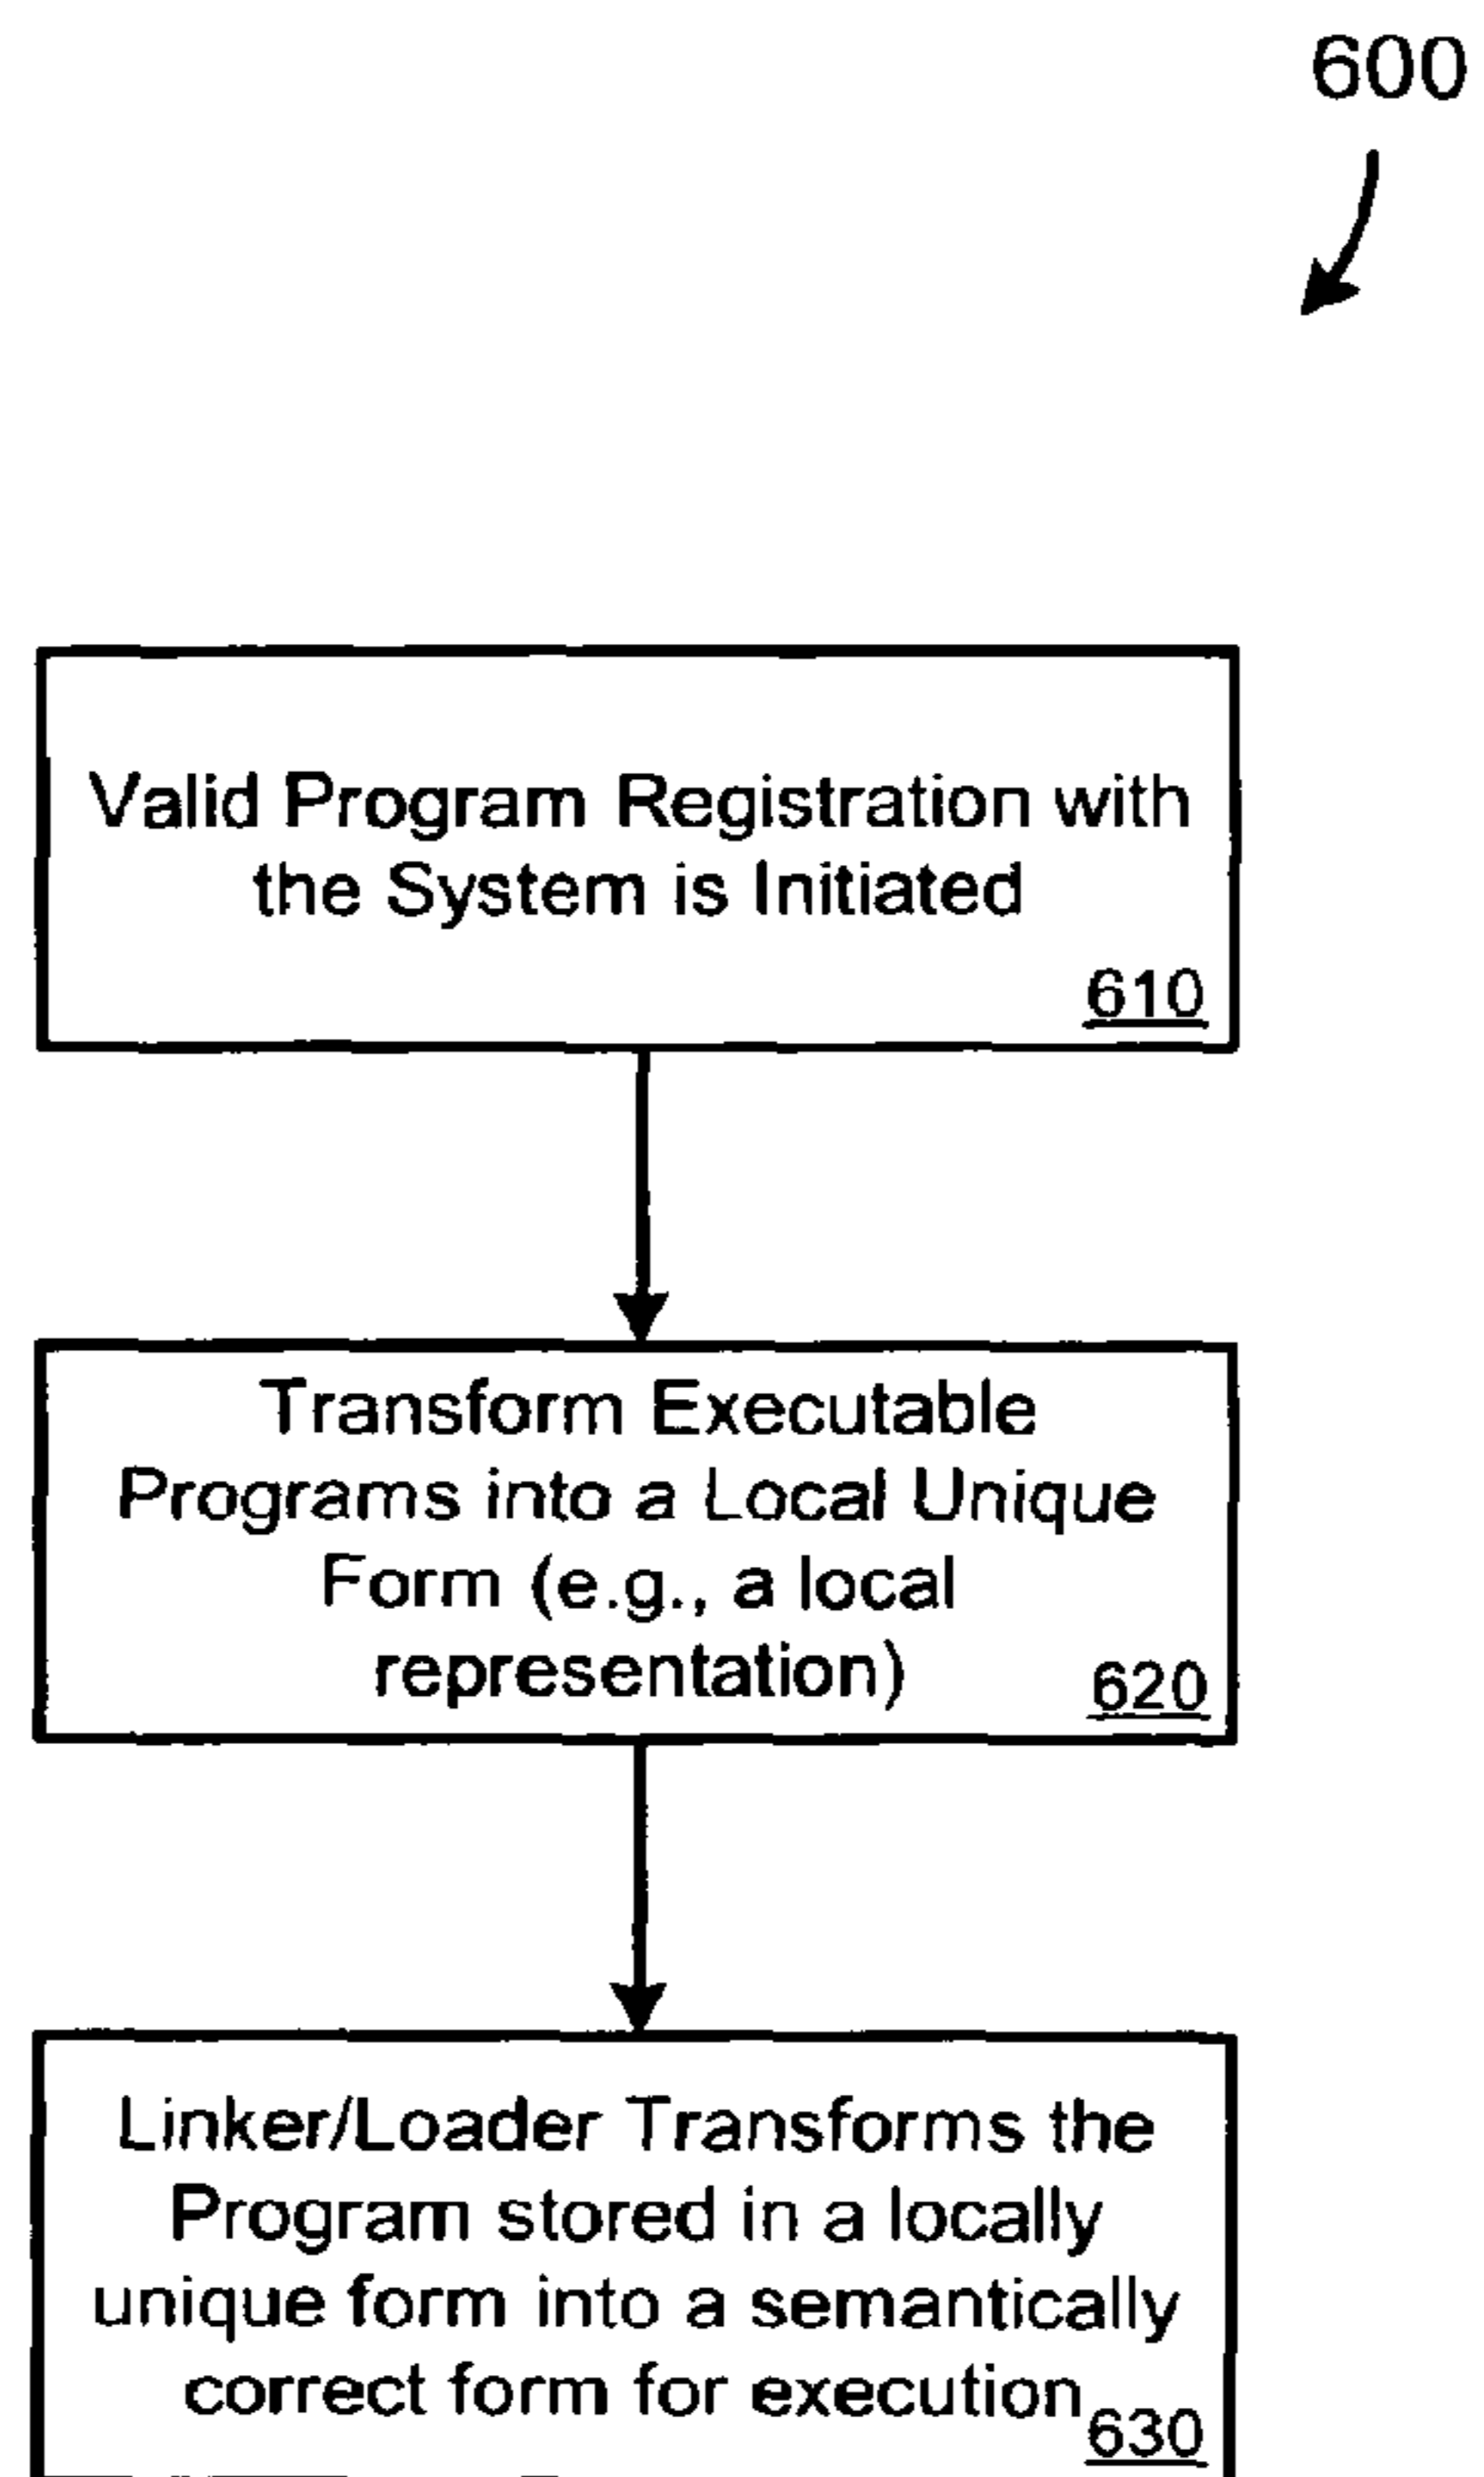 600
Valid Program Registration with
the System is Initiated
610
Transform Executable
Programs into a Local Unique
Form (e.g., a local
representation)
620
Linker/Loader Transforms the
Program stored in a locally
unique form into a semantically
correct form for execution
630